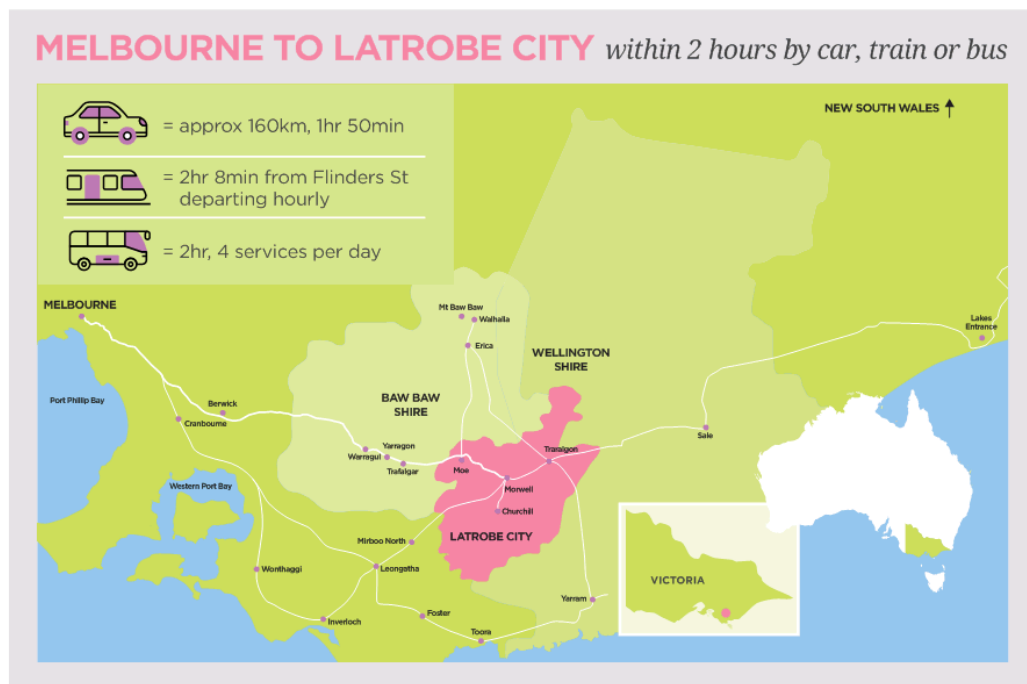 MELBOURNE TO LATROBE CITY within 2 hours by car, train or bus
= approx 160km, 1hr 50min
= 2hr 8min from Flinders St
departing hourly
= 2hr, 4 services per day
NEW SOUTH WALES
MELBOURNE
Mt Baw Baw
Walhalla
Lakes
Entrance
Erica
WELLINGTON
SHIRE
Port Phillip Bay
BAW BAW
SHIRE
Berwick
Cranbourne
Sale
Yarragon
Warragul
Trafalgar
Moe
Traralgon
Western Port Bay
Morwell
Churchill
LATROBE CITY
Mirboo North
Wonthaggi
Leongatha
VICTORIA
Yarram
Inverloch
Foster
Toora